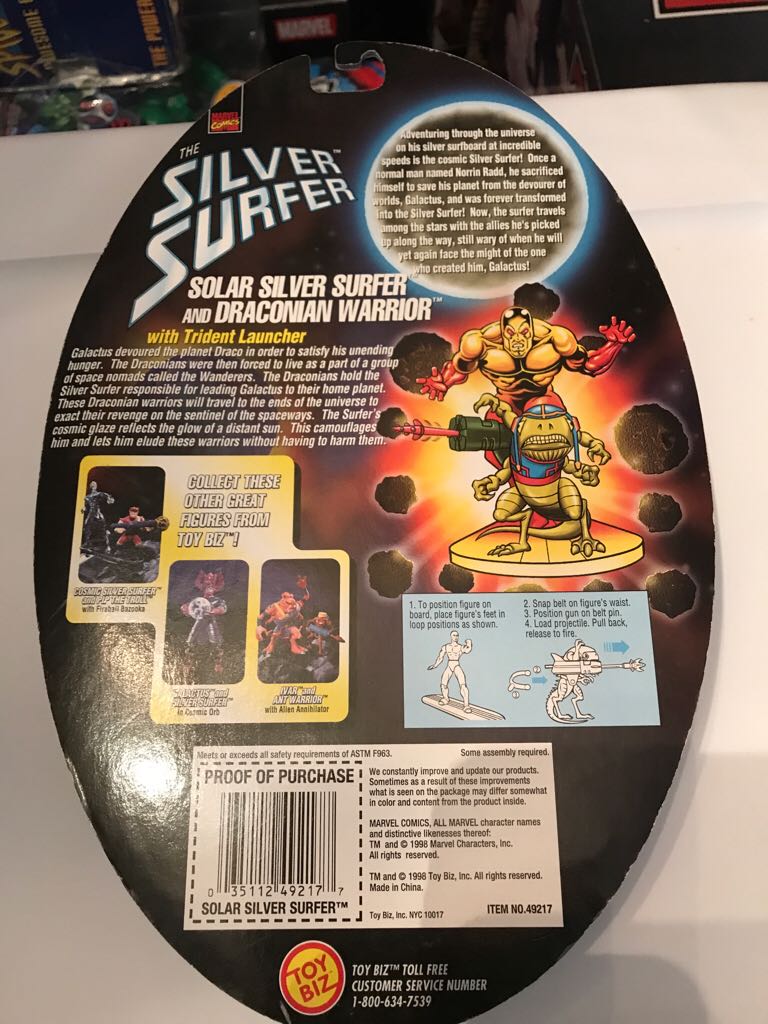 MARVEL
THE POWER
MARVEL
COMICS
THE
SILVER™
SURFER
Adventuring through the universe
on his silver surfboard at incredible
speeds is the cosmic Silver Surfer! Once a
normal man named Norrin Radd, he sacrificed
himself to save his planet from the devourer of
worlds, Galactus, and was forever transformed
into the Silver Surfer! Now, the surfer travels
among the stars with the allies he's picked
up along the way, still wary of when he will
yet again face the might of the one
who created him, Galactus!
SOLAR SILVER SURFER™
AND DRACONIAN WARRIOR™
with Trident Launcher
Galactus devoured the planet Draco in order to satisfy his unending
hunger. The Draconians were then forced to live as a part of a group
of space nomads called the Wanderers. The Draconians hold the
Silver Surfer responsible for leading Galactus to their home planet.
These Draconian warriors will travel to the ends of the universe to
exact their revenge on the sentinel of the spaceways. The Surfer's
cosmic glaze reflects the glow of a distant sun. This camouflages
him and lets him elude these warriors without having to harm them.
COLLECT THESE
OTHER GREAT
FIGURES FROM
TOY BIZ™!
COSMIC SILVER SURFER™
and PIP THE TROLL
with Fireball Bazooka
and
SILVER SURFER™
in Cosmic Orb
IVAR™ and
ANT WARRIOR™
with Alien Annihilator
1. To position figure on
board, place figure's feet in
loop positions as shown.
2. Snap belt on figure's waist.
3. Position gun on belt pin.
4. Load projectile. Pull back,
release to fire.
Meets or exceeds all safety requirements of ASTM F963.
Some assembly required.
PROOF OF PURCHASE
0 35112 49217 7
SOLAR SILVER SURFER™
We constantly improve and update our products.
Sometimes as a result of these improvements
what is seen on the package may differ somewhat
in color and content from the product inside.
MARVEL COMICS, ALL MARVEL character names
and distinctive likenesses thereof:
TM and © 1998 Marvel Characters, Inc.
All rights reserved.
TM and © 1998 Toy Biz, Inc. All rights reserved.
Made in China.
Toy Biz, Inc. NYC 10017
ITEM NO.49217
TOY
BIZ
TOY BIZ™ TOLL FREE
CUSTOMER SERVICE NUMBER
1-800-634-7539